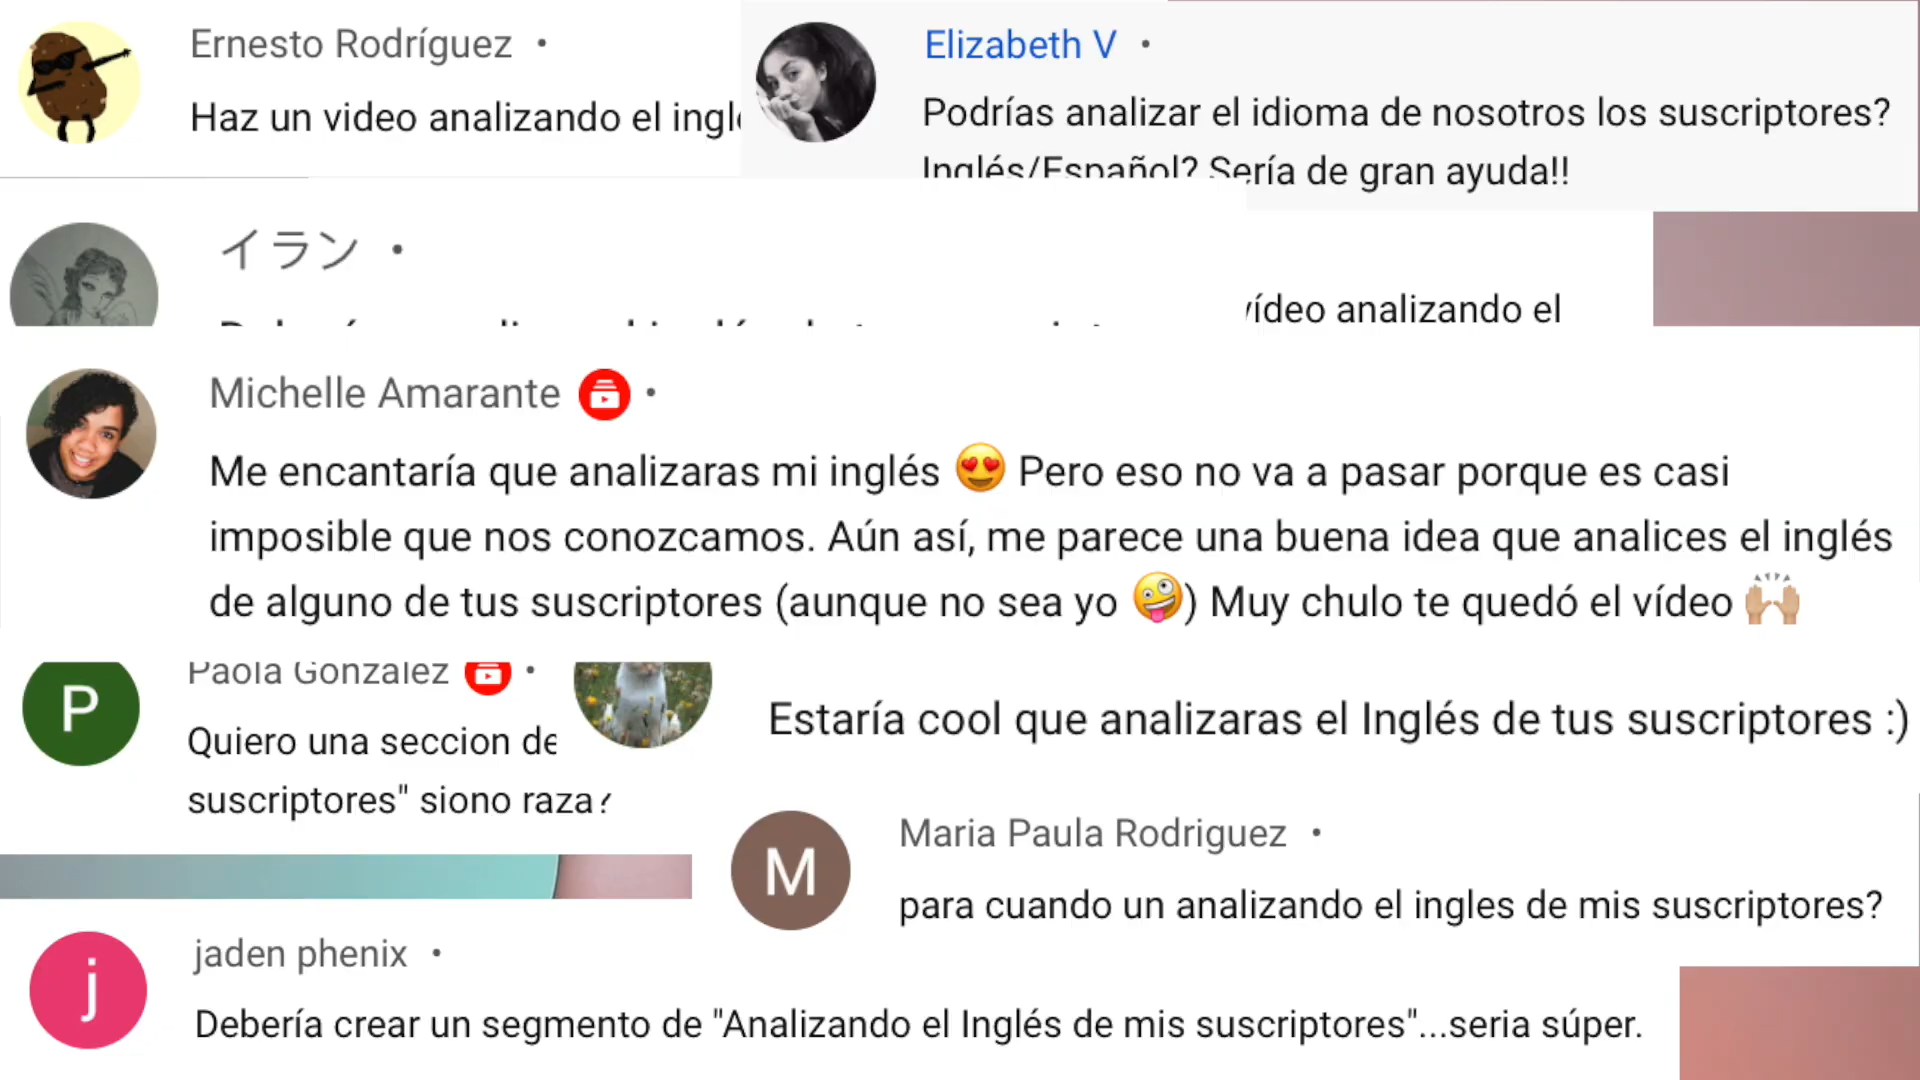 Ernesto Rodríguez •
Haz un video analizando el
Elizabeth V •
Podrías analizar el idioma de nosotros los suscriptores?
Inglés/Español? Sería de gran ayuda!!
イラン •
vídeo analizando el
Michelle Amarante •
Me encantaría que analizaras mi inglés 😍 Pero eso no va a pasar porque es casi
imposible que nos conozcamos. Aún así, me parece una buena idea que analices el inglés
de alguno de tus suscriptores (aunque no sea yo 🤪) Muy chulo te quedó el vídeo 🙌🏼
P
Paola Gonzalez •
Quiero una seccion de
suscriptores" siono raza?
Estaría cool que analizaras el Inglés de tus suscriptores :)
M
Maria Paula Rodriguez •
para cuando un analizando el ingles de mis suscriptores?
j
jaden phenix •
Debería crear un segmento de "Analizando el Inglés de mis suscriptores"...seria súper.